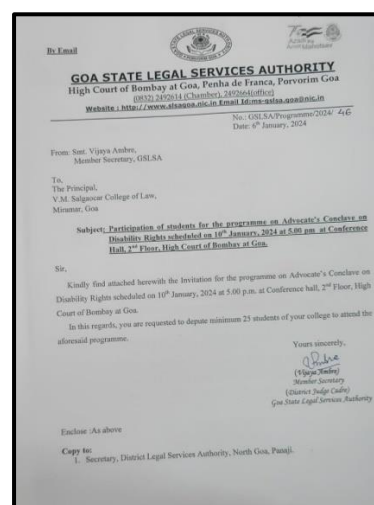 By Email
Azadi Ka
Amrit Mahotsav
GOA STATE LEGAL SERVICES AUTHORITY
High Court of Bombay at Goa, Penha de Franca, Porvorim Goa
(0832) 2492614 (Chamber), 2492664(office)
Website : http://www.slsagoa.nic.in Email Id:ms-gslsa.goa@nic.in
No.: GSLSA/Programme/2024/ 46
Date: 6th January, 2024
From: Smt. Vijaya Ambre,
Member Secretary, GSLSA
To,
The Principal,
V.M. Salgaocar College of Law,
Miramar, Goa
Subject: Participation of students for the programme on Advocate's Conclave on
Disability Rights scheduled on 10th January, 2024 at 5.00 pm. at Conference
Hall, 2nd Floor, High Court of Bombay at Goa.
Sir,
Kindly find attached herewith the Invitation for the programme on Advocate's Conclave on
Disability Rights scheduled on 10th January, 2024 at 5.00 p.m. at Conference hall, 2nd Floor, High
Court of Bombay at Goa.
In this regards, you are requested to depute minimum 25 students of your college to attend the
aforesaid programme.
Yours sincerely,
(Vijaya Ambre)
Member Secretary
(District Judge Cadre)
Goa State Legal Services Authority
Enclose :As above
Copy to:
1. Secretary, District Legal Services Authority, North Goa, Panaji.